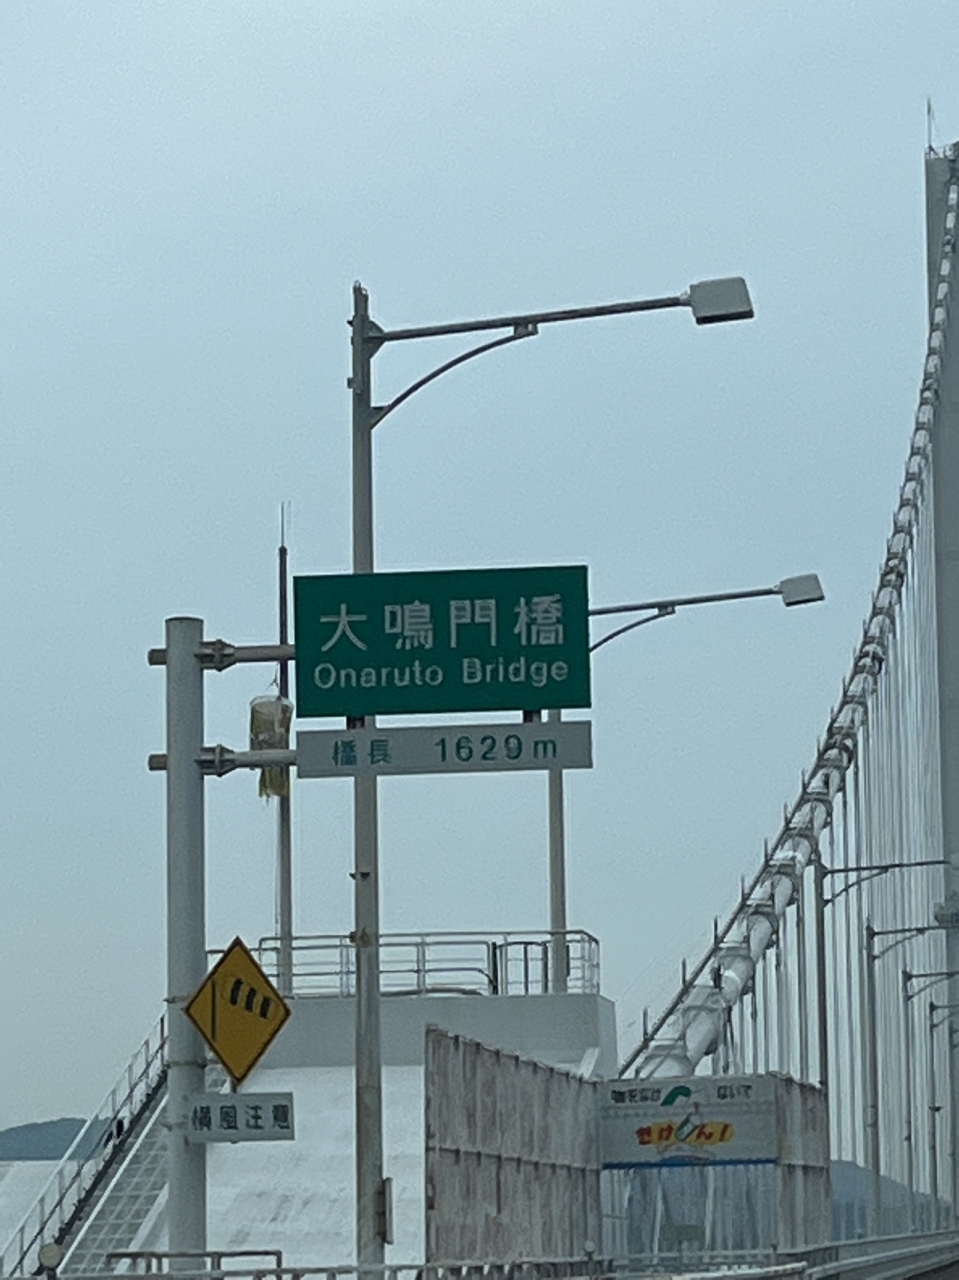 大鳴門橋
Onaruto Bridge
橋長 1629m
横風注意